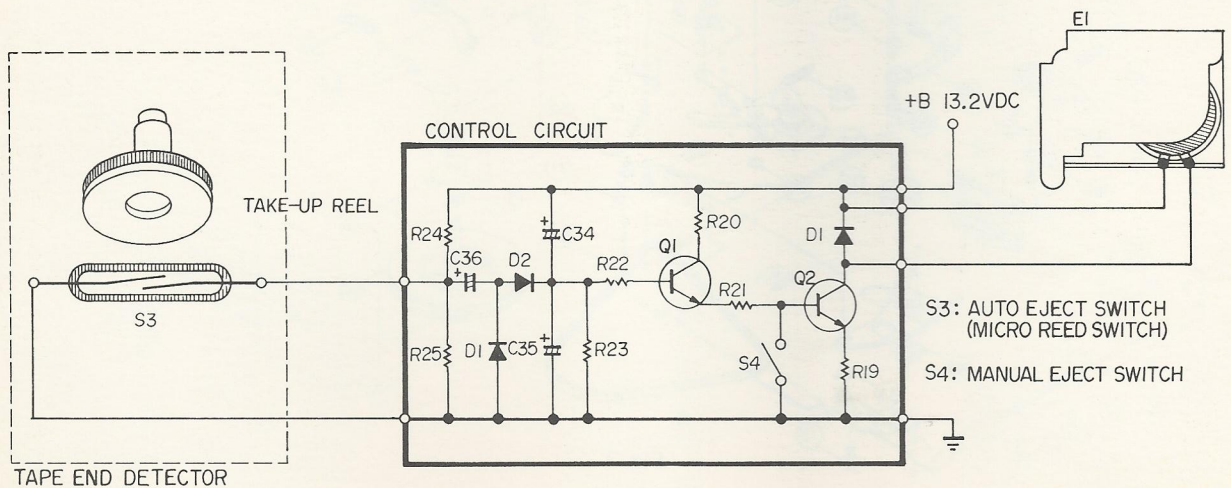 E1
+B 13.2VDC
CONTROL CIRCUIT
TAKE-UP REEL
R24
C36
+
D2
+
C34
R22
Q1
R20
D1
R21
Q2
S3
R25
D1
C35
+
R23
S4
R19
S3: AUTO EJECT SWITCH
(MICRO REED SWITCH)
S4: MANUAL EJECT SWITCH
TAPE END DETECTOR